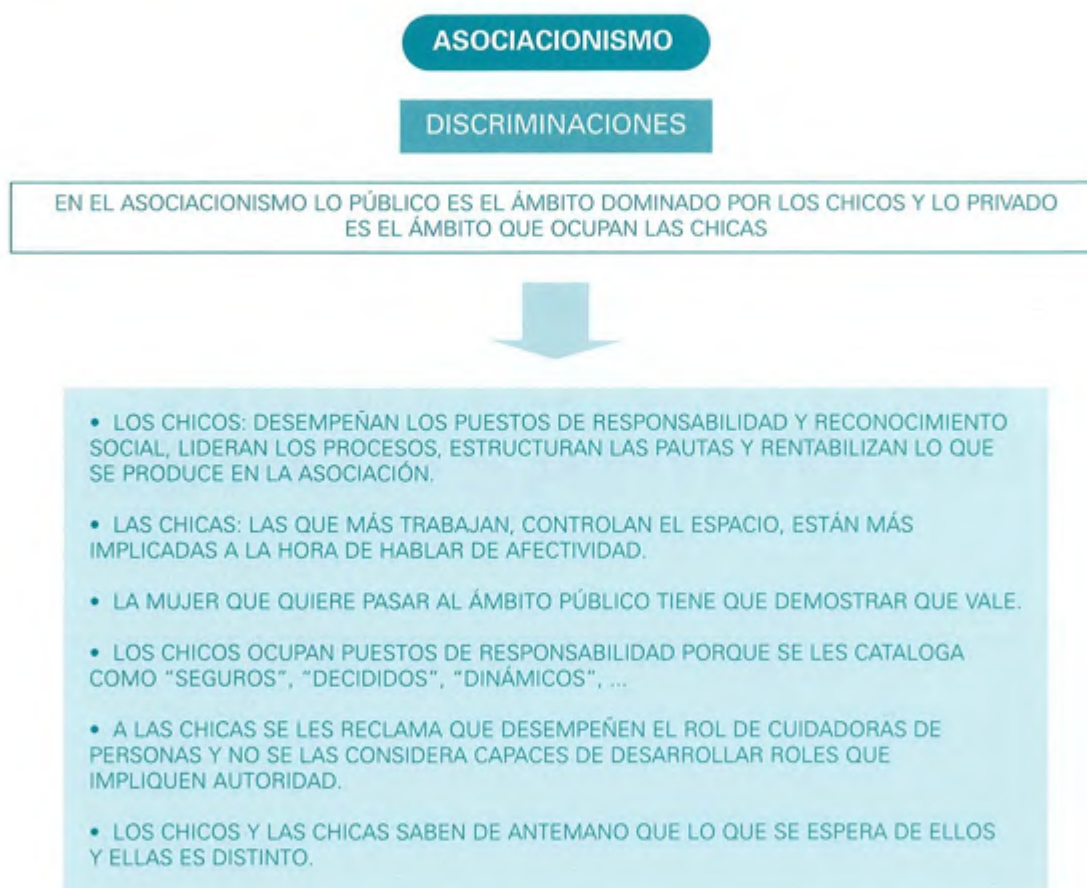 ASOCIACIONISMO
DISCRIMINACIONES
EN EL ASOCIACIONISMO LO PÚBLICO ES EL ÁMBITO DOMINADO POR LOS CHICOS Y LO PRIVADO
ES EL ÁMBITO QUE OCUPAN LAS CHICAS
• LOS CHICOS: DESEMPEÑAN LOS PUESTOS DE RESPONSABILIDAD Y RECONOCIMIENTO
SOCIAL, LIDERAN LOS PROCESOS, ESTRUCTURAN LAS PAUTAS Y RENTABILIZAN LO QUE
SE PRODUCE EN LA ASOCIACIÓN.
• LAS CHICAS: LAS QUE MÁS TRABAJAN, CONTROLAN EL ESPACIO, ESTÁN MÁS
IMPLICADAS A LA HORA DE HABLAR DE AFECTIVIDAD.
• LA MUJER QUE QUIERE PASAR AL ÁMBITO PÚBLICO TIENE QUE DEMOSTRAR QUE VALE.
• LOS CHICOS OCUPAN PUESTOS DE RESPONSABILIDAD PORQUE SE LES CATALOGA
COMO "SEGUROS", "DECIDIDOS", "DINÁMICOS", ...
• A LAS CHICAS SE LES RECLAMA QUE DESEMPEÑEN EL ROL DE CUIDADORAS DE
PERSONAS Y NO SE LAS CONSIDERA CAPACES DE DESARROLLAR ROLES QUE
IMPLIQUEN AUTORIDAD.
• LOS CHICOS Y LAS CHICAS SABEN DE ANTEMANO QUE LO QUE SE ESPERA DE ELLOS
Y ELLAS ES DISTINTO.